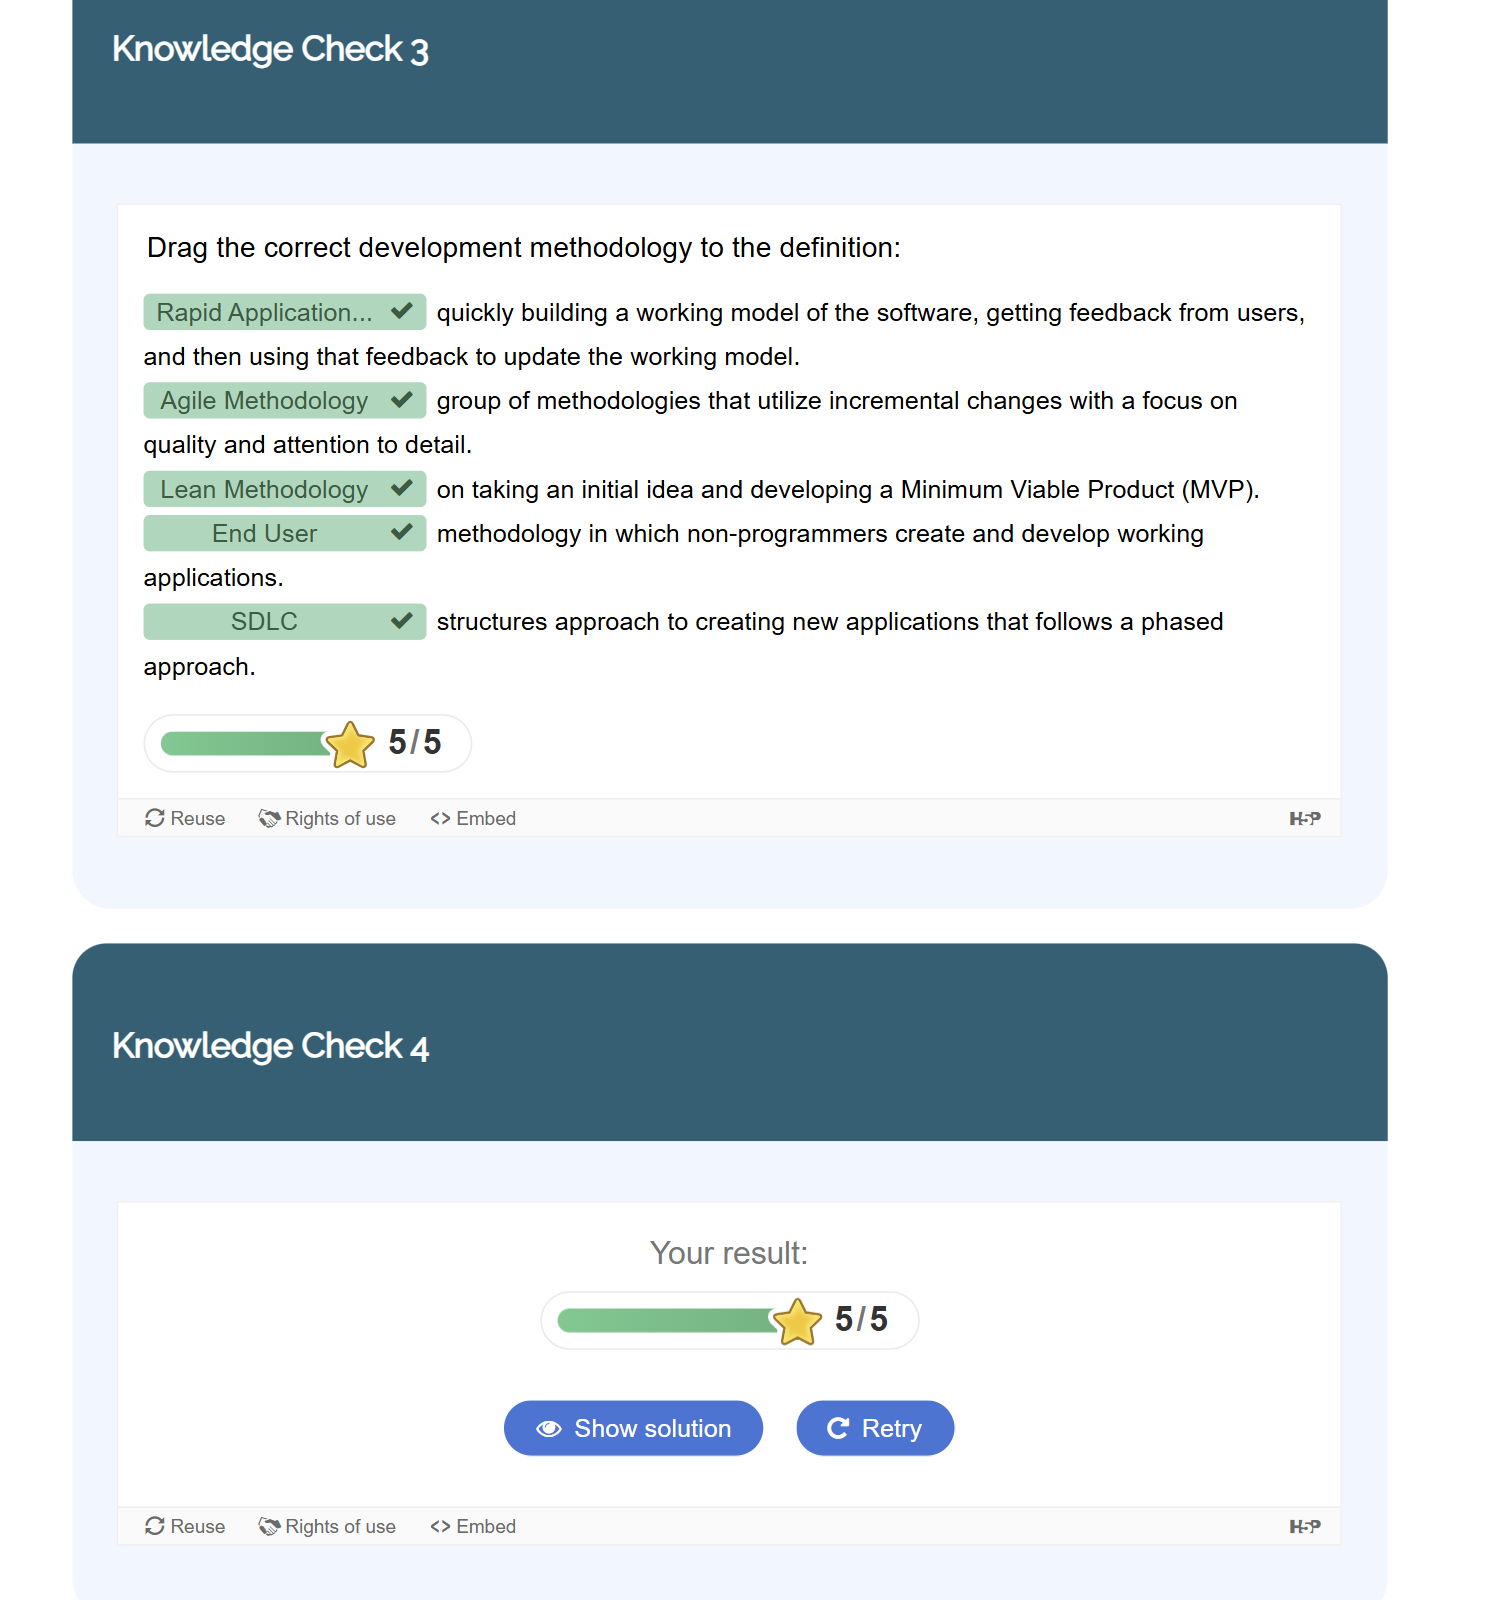 Knowledge Check 3
Drag the correct development methodology to the definition:
Rapid Application... quickly building a working model of the software, getting feedback from users,
and then using that feedback to update the working model.
Agile Methodology group of methodologies that utilize incremental changes with a focus on
quality and attention to detail.
Lean Methodology on taking an initial idea and developing a Minimum Viable Product (MVP).
End User methodology in which non-programmers create and develop working
applications.
SDLC structures approach to creating new applications that follows a phased
approach.
5/5
Reuse Rights of use <> Embed H5P
Knowledge Check 4
Your result:
5/5
Show solution Retry
Reuse Rights of use <> Embed H5P